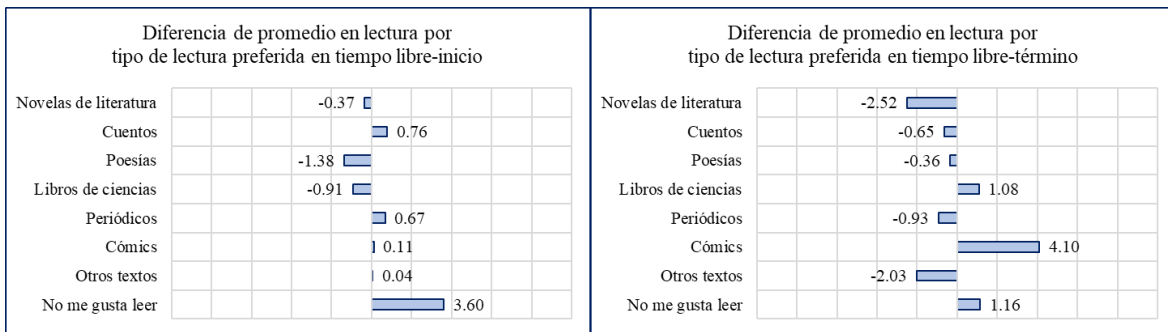 Diferencia de promedio en lectura por
tipo de lectura preferida en tiempo libre-inicio
Novelas de literatura -0.37
Cuentos 0.76
Poesías -1.38
Libros de ciencias -0.91
Periódicos 0.67
Cómics 0.11
Otros textos 0.04
No me gusta leer 3.60
Diferencia de promedio en lectura por
tipo de lectura preferida en tiempo libre-término
Novelas de literatura -2.52
Cuentos -0.65
Poesías -0.36
Libros de ciencias 1.08
Periódicos -0.93
Cómics 4.10
Otros textos -2.03
No me gusta leer 1.16